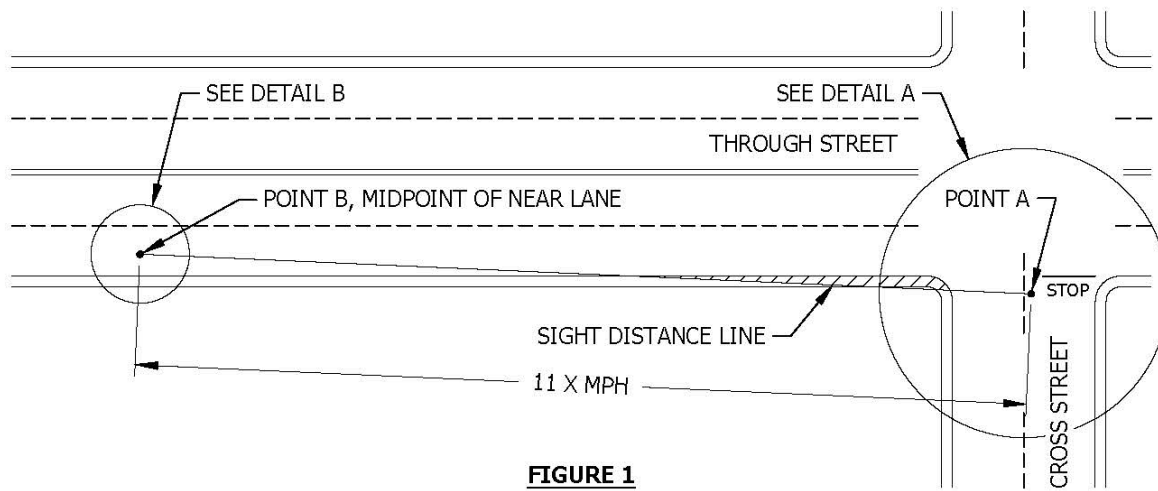 SEE DETAIL B
SEE DETAIL A
THROUGH STREET
POINT B, MIDPOINT OF NEAR LANE
POINT A
STOP
SIGHT DISTANCE LINE
11 X MPH
CROSS STREET
FIGURE 1